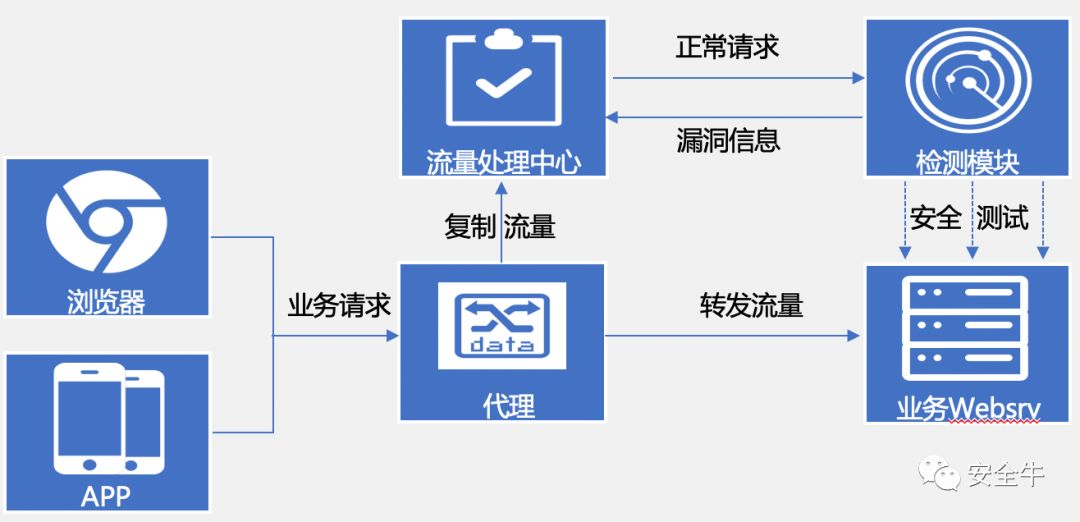 正常请求
漏洞信息
流量处理中心
检测模块
复制 流量
安全 测试
浏览器
业务请求
转发流量
data
代理
业务Websrv
APP
安全牛